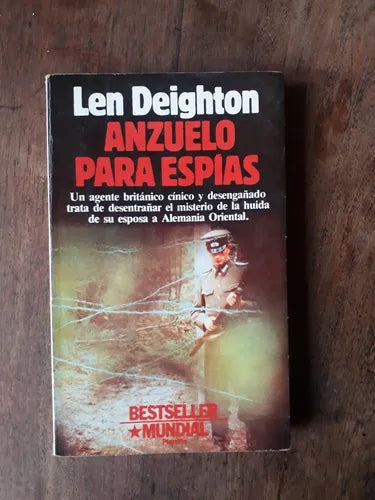 Len Deighton
ANZUELO
PARA ESPÍAS
Un agente británico cínico y desengañado
trata de desentrañar el misterio de la huida
de su esposa a Alemania Oriental.
BESTSELLER
★MUNDIAL
Planeta